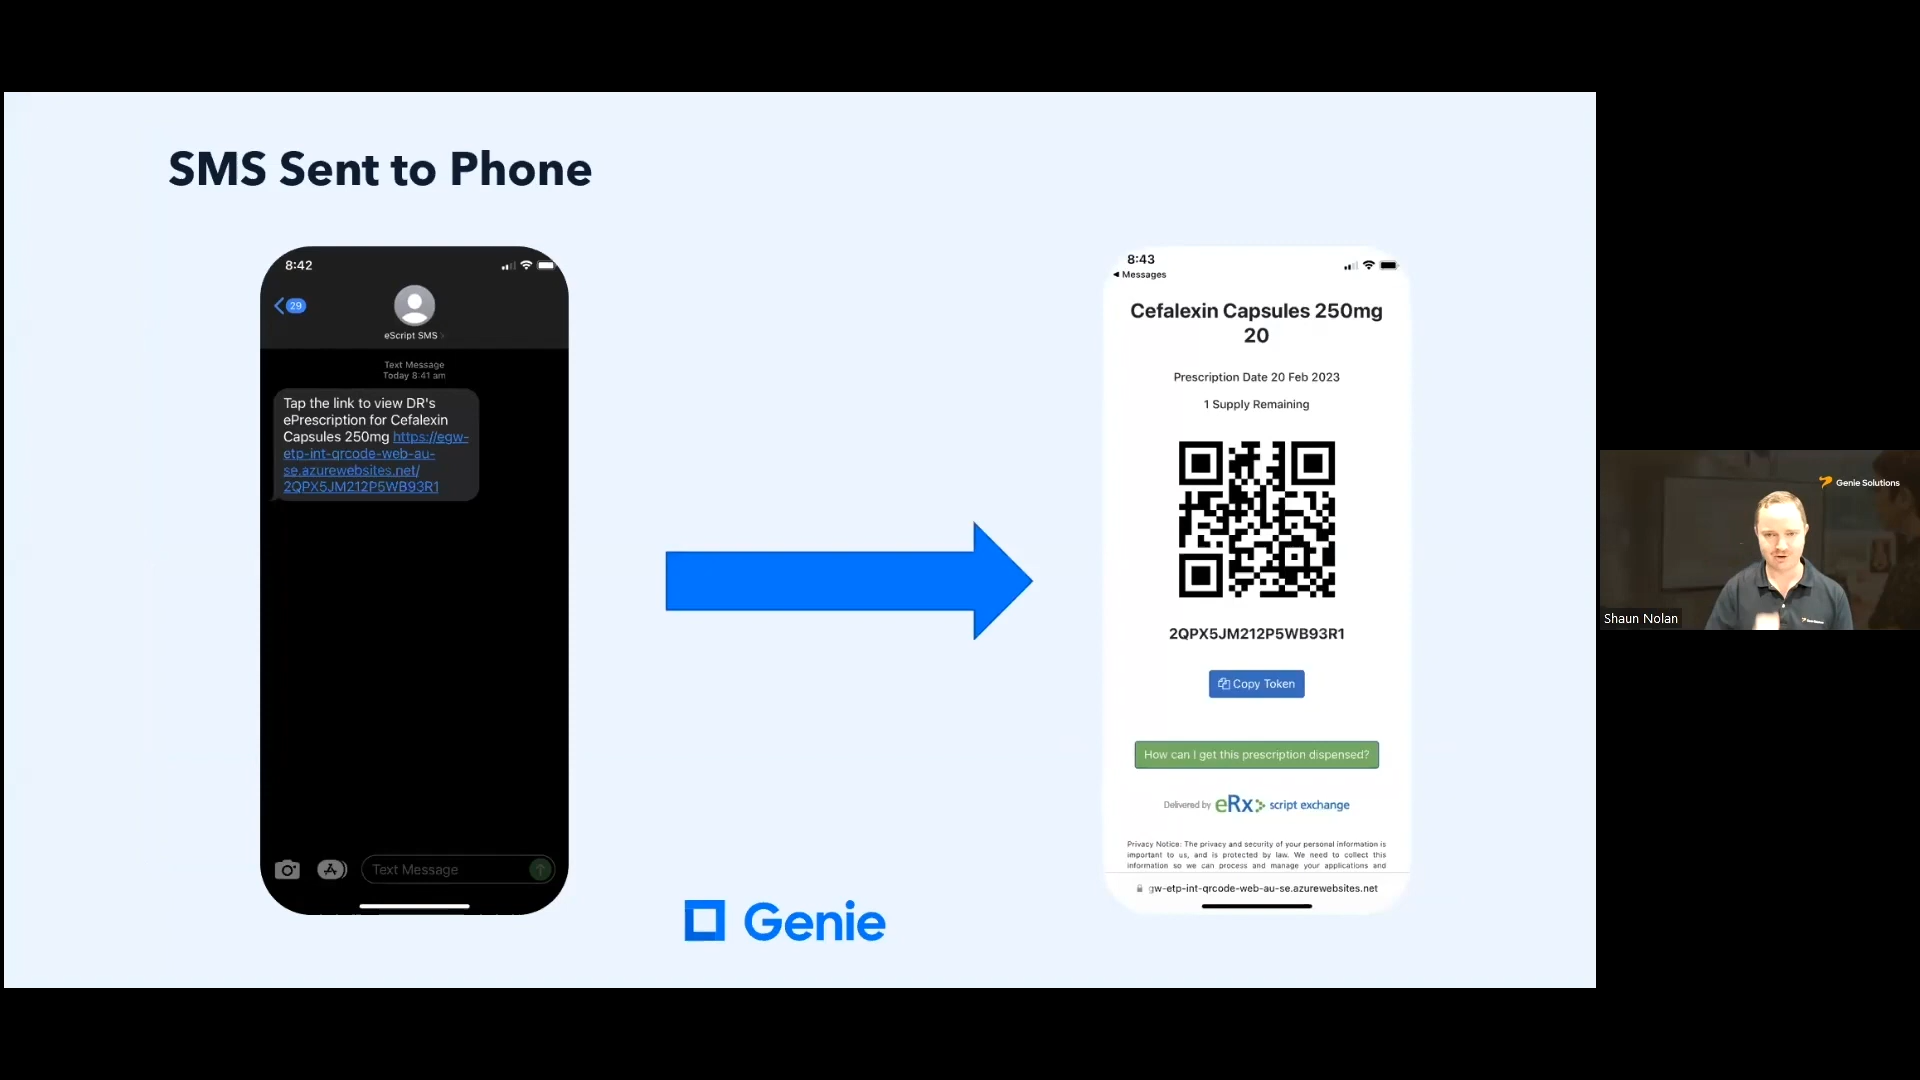 SMS Sent to Phone
8:42
29
eScript SMS
Text Message
Today 8:41 am
Tap the link to view DR's
ePrescription for Cefalexin
Capsules 250mg https://egw-
etp-int-qrcode-web-au-
se.azurewebsites.net/
2QPX5JM212P5WB93R1
Text Message
8:43
Messages
Cefalexin Capsules 250mg
20
Prescription Date 20 Feb 2023
1 Supply Remaining
2QPX5JM212P5WB93R1
Copy Token
How can I get this prescription dispensed?
Delivered by eRx script exchange
Privacy Notice: The privacy and security of your personal information is
important to us, and is protected by law. We need to collect this
information so we can process and manage your applications and
gw-etp-int-qrcode-web-au-se.azurewebsites.net
Genie
Genie Solutions
Shaun Nolan